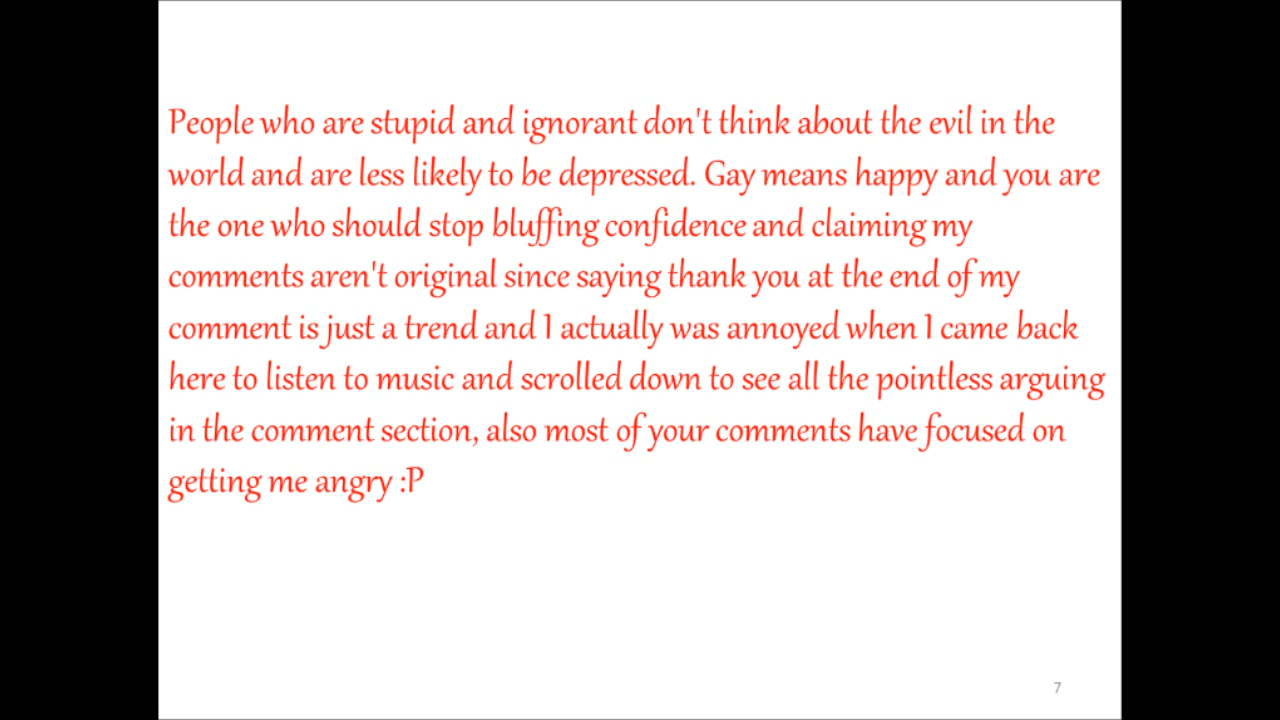 People who are stupid and ignorant don't think about the evil in the
world and are less likely to be depressed. Gay means happy and you are
the one who should stop bluffing confidence and claiming my
comments aren't original since saying thank you at the end of my
comment is just a trend and I actually was annoyed when I came back
here to listen to music and scrolled down to see all the pointless arguing
in the comment section, also most of your comments have focused on
getting me angry :P
7